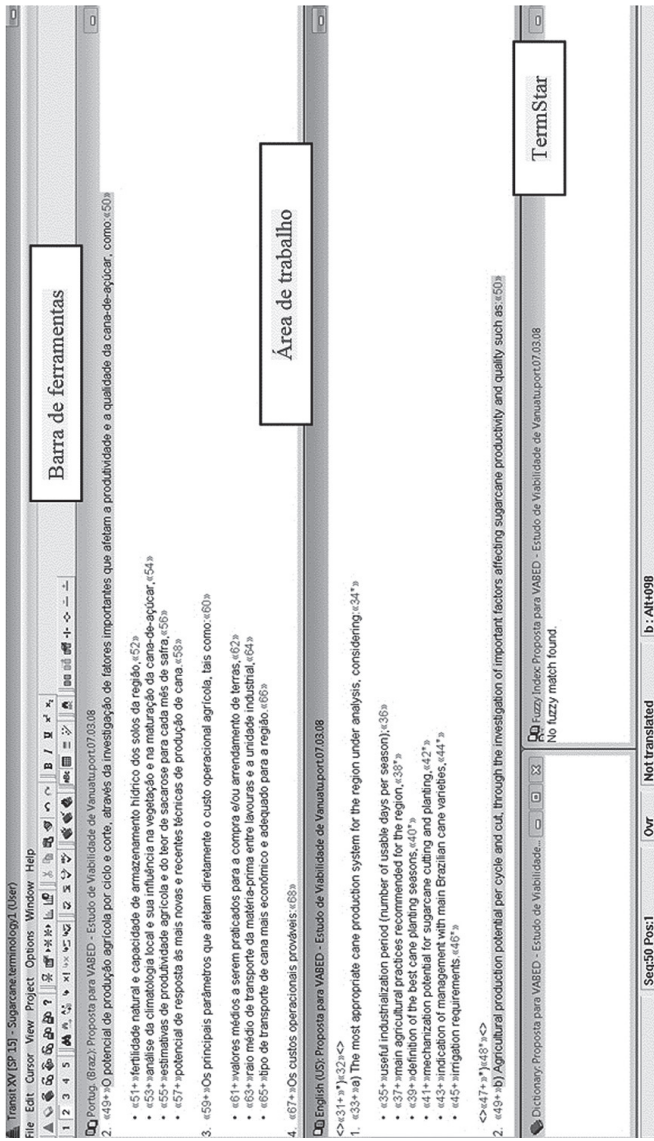 Transit XV [SP 15] - Sugarcane.terminology1 (User)
File Edit Cursor View Project Options Window Help
1 2 3 4 5
Barra de ferramentas
Portug. (Braz): Proposta para VABED - Estudo de Viabilidade de Vanuatu.port.07.03.08
2. «49+»O potencial de produção agrícola por ciclo e corte, através da investigação de fatores importantes que afetam a produtividade e a qualidade da cana-de-açúcar, como:«50»
• «51+»fertilidade natural e capacidade de armazenamento hídrico dos solos da região,«52»
• «53+»análise da climatologia local e sua influência na vegetação e na maturação da cana-de-açúcar,«54»
• «55+»estimativas de produtividade agrícola e do teor de sacarose para cada mês de safra,«56»
• «57+»potencial de resposta às mais novas e recentes técnicas de produção de cana.«58»
3. «59+»Os principais parâmetros que afetam diretamente o custo operacional agrícola, tais como:«60»
• «61+»valores médios a serem praticados para a compra e/ou arrendamento de terras,«62»
• «63+»raio médio de transporte da matéria-prima entre lavouras e a unidade industrial,«64»
• «65+»tipo de transporte de cana mais econômico e adequado para a região.«66»
4. «67+»Os custos operacionais prováveis:«68»
Área de trabalho
English (US): Proposta para VABED - Estudo de Viabilidade de Vanuatu.port.07.03.08
<>«31+»*)«32»<>
1. «33+»a) The most appropriate cane production system for the region under analysis, considering:«34*»
• «35+»useful industrialization period (number of usable days per season);«36»
• «37+»main agricultural practices recommended for the region,«38*»
• «39+»definition of the best cane planting seasons,«40*»
• «41+»mechanization potential for sugarcane cutting and planting,«42*»
• «43+»indication of management with main Brazilian cane varieties,«44*»
• «45+»irrigation requirements.«46*»
<>«47+»*)«48*»<>
2. «49+»b) Agricultural production potential per cycle and cut, through the investigation of important factors affecting sugarcane productivity and quality such as:«50»
Dictionary: Proposta para VABED - Estudo de Viabilidade...
Fuzzy Index: Proposta para VABED - Estudo de Viabilidade de Vanuatu.port.07.03.08
No fuzzy match found.
TermStar
Seq:50 Pos:1 Ovr Not translated b : Alt+098